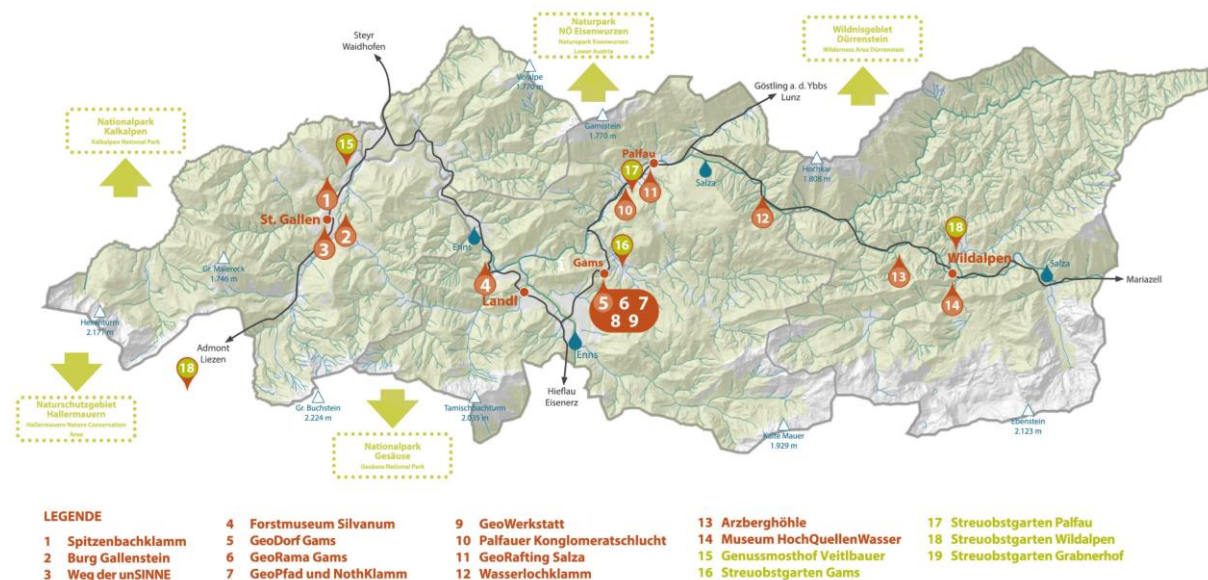 Steyr
Waidhofen
Naturpark
NÖ Eisenwurzen
Naturepark Eisenwurzen
Lower Austria
Wildnisgebiet
Dürrenstein
Wilderness Area Dürrenstein
Voralpe
1.770 m
Göstling a. d. Ybbs
Lunz
Nationalpark
Kalkalpen
Kalkalpen National Park
Gamsstein
1.770 m
15
Palfau
17
11
10
Salza
Hochkar
1.808 m
12
1
St. Gallen
2
3
Enns
4
Landl
Gams
16
5 6 7
8 9
18
Wildalpen
13
14
Salza
Mariazell
Gr. Maiereck
1.746 m
Hexenturm
2.171 m
Admont
Liezen
18
Enns
Hieflau
Eisenerz
Naturschutzgebiet
Hallermauern
Hallermauern Nature Conservation
Area
Gr. Buchstein
2.224 m
Tamischbachturm
2.035 m
Nationalpark
Gesäuse
Gesäuse National Park
Kalte Mauer
1.929 m
Ebenstein
2.123 m
LEGENDE
1 Spitzenbachklamm
2 Burg Gallenstein
3 Weg der unSINNE
4 Forstmuseum Silvanum
5 GeoDorf Gams
6 GeoRama Gams
7 GeoPfad und NothKlamm
9 GeoWerkstatt
10 Palfauer Konglomeratschlucht
11 GeoRafting Salza
12 Wasserlochklamm
13 Arzberghöhle
14 Museum HochQuellenWasser
15 Genussmosthof Veitlbauer
16 Streuobstgarten Gams
17 Streuobstgarten Palfau
18 Streuobstgarten Wildalpen
19 Streuobstgarten Grabnerhof